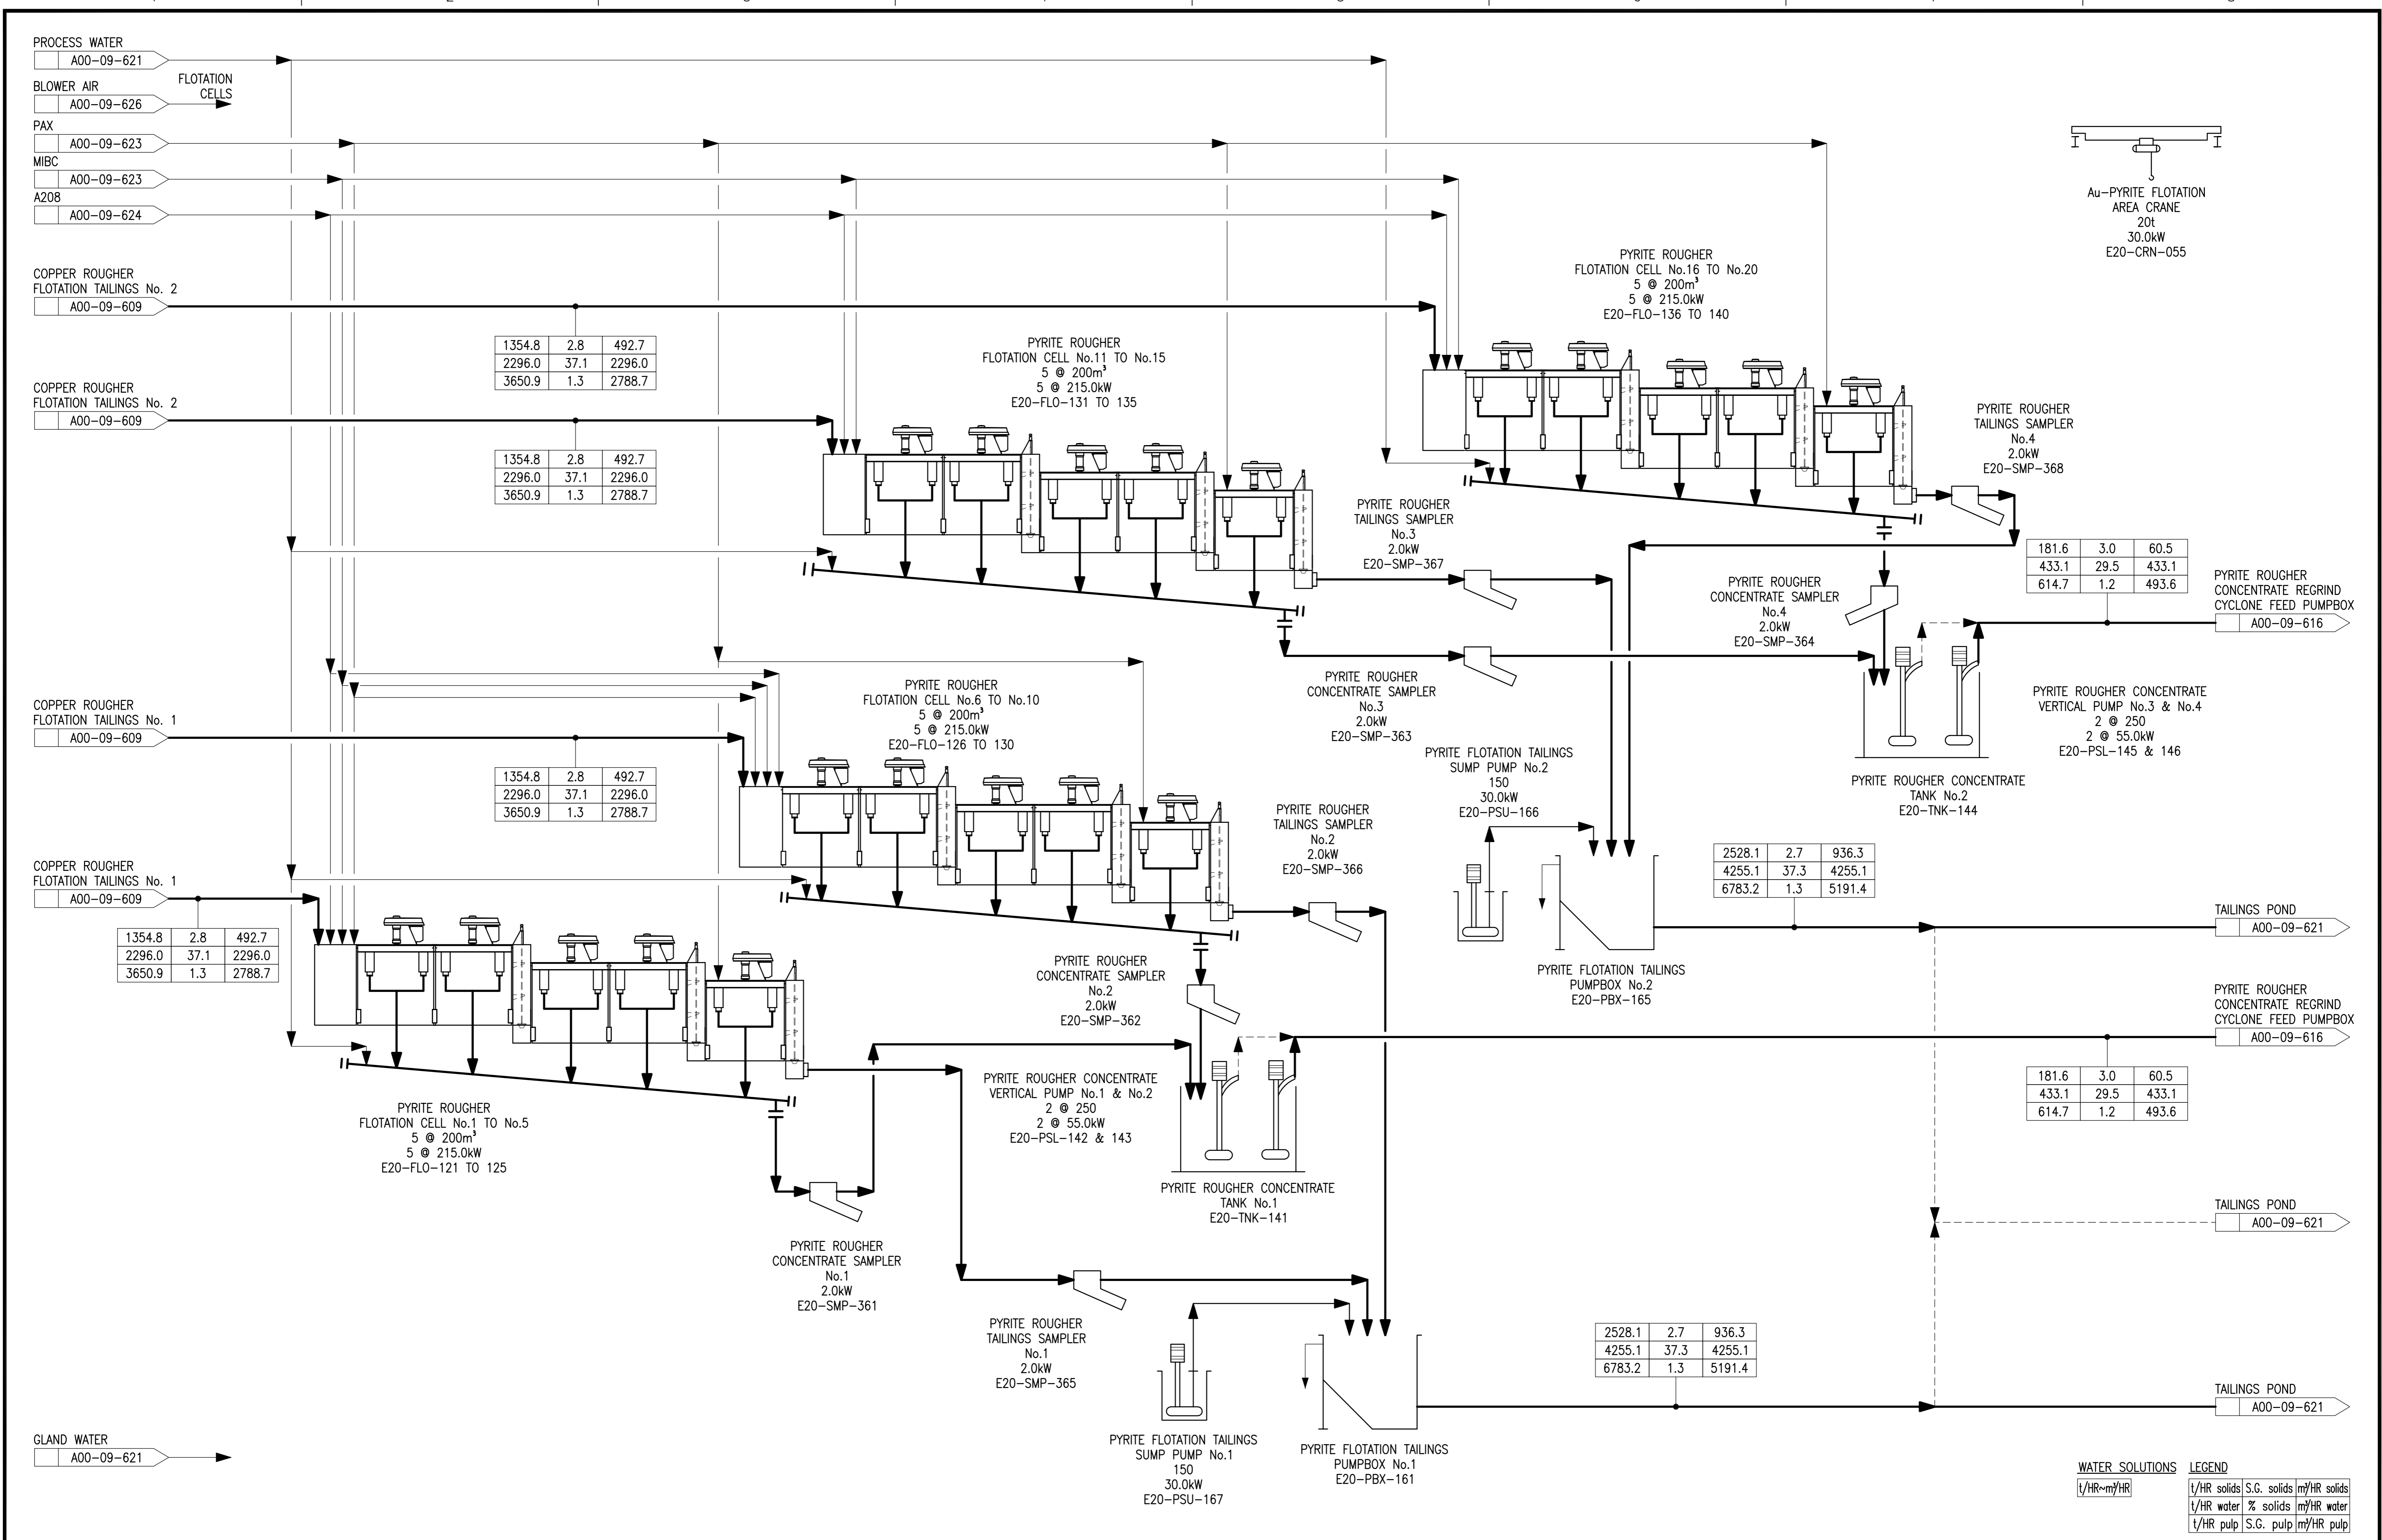 PROCESS WATER
A00-09-621
BLOWER AIR
A00-09-626
FLOTATION
CELLS
PAX
A00-09-623
MIBC
A00-09-623
A208
A00-09-624
Au-PYRITE FLOTATION
AREA CRANE
20t
30.0kW
E20-CRN-055
COPPER ROUGHER
FLOTATION TAILINGS No. 2
A00-09-609
1354.8 2.8 492.7
2296.0 37.1 2296.0
3650.9 1.3 2788.7
PYRITE ROUGHER
FLOTATION CELL No.16 TO No.20
5 @ 200m³
5 @ 215.0kW
E20-FLO-136 TO 140
COPPER ROUGHER
FLOTATION TAILINGS No. 2
A00-09-609
1354.8 2.8 492.7
2296.0 37.1 2296.0
3650.9 1.3 2788.7
PYRITE ROUGHER
FLOTATION CELL No.11 TO No.15
5 @ 200m³
5 @ 215.0kW
E20-FLO-131 TO 135
PYRITE ROUGHER
TAILINGS SAMPLER
No.4
2.0kW
E20-SMP-368
PYRITE ROUGHER
TAILINGS SAMPLER
No.3
2.0kW
E20-SMP-367
PYRITE ROUGHER
CONCENTRATE SAMPLER
No.4
2.0kW
E20-SMP-364
181.6 3.0 60.5
433.1 29.5 433.1
614.7 1.2 493.6
PYRITE ROUGHER
CONCENTRATE REGRIND
CYCLONE FEED PUMPBOX
A00-09-616
PYRITE ROUGHER
CONCENTRATE SAMPLER
No.3
2.0kW
E20-SMP-363
PYRITE ROUGHER CONCENTRATE
VERTICAL PUMP No.3 & No.4
2 @ 250
2 @ 55.0kW
E20-PSL-145 & 146
PYRITE ROUGHER CONCENTRATE
TANK No.2
E20-TNK-144
COPPER ROUGHER
FLOTATION TAILINGS No. 1
A00-09-609
1354.8 2.8 492.7
2296.0 37.1 2296.0
3650.9 1.3 2788.7
PYRITE ROUGHER
FLOTATION CELL No.6 TO No.10
5 @ 200m³
5 @ 215.0kW
E20-FLO-126 TO 130
PYRITE FLOTATION TAILINGS
SUMP PUMP No.2
150
30.0kW
E20-PSU-166
PYRITE ROUGHER
TAILINGS SAMPLER
No.2
2.0kW
E20-SMP-366
2528.1 2.7 936.3
4255.1 37.3 4255.1
6783.2 1.3 5191.4
TAILINGS POND
A00-09-621
COPPER ROUGHER
FLOTATION TAILINGS No. 1
A00-09-609
1354.8 2.8 492.7
2296.0 37.1 2296.0
3650.9 1.3 2788.7
PYRITE ROUGHER
CONCENTRATE SAMPLER
No.2
2.0kW
E20-SMP-362
PYRITE FLOTATION TAILINGS
PUMPBOX No.2
E20-PBX-165
PYRITE ROUGHER
CONCENTRATE REGRIND
CYCLONE FEED PUMPBOX
A00-09-616
181.6 3.0 60.5
433.1 29.5 433.1
614.7 1.2 493.6
PYRITE ROUGHER
FLOTATION CELL No.1 TO No.5
5 @ 200m³
5 @ 215.0kW
E20-FLO-121 TO 125
PYRITE ROUGHER CONCENTRATE
VERTICAL PUMP No.1 & No.2
2 @ 250
2 @ 55.0kW
E20-PSL-142 & 143
PYRITE ROUGHER CONCENTRATE
TANK No.1
E20-TNK-141
TAILINGS POND
A00-09-621
PYRITE ROUGHER
CONCENTRATE SAMPLER
No.1
2.0kW
E20-SMP-361
PYRITE ROUGHER
TAILINGS SAMPLER
No.1
2.0kW
E20-SMP-365
2528.1 2.7 936.3
4255.1 37.3 4255.1
6783.2 1.3 5191.4
TAILINGS POND
A00-09-621
GLAND WATER
A00-09-621
PYRITE FLOTATION TAILINGS
SUMP PUMP No.1
150
30.0kW
E20-PSU-167
PYRITE FLOTATION TAILINGS
PUMPBOX No.1
E20-PBX-161
WATER SOLUTIONS
t/HR~m³/HR
LEGEND
t/HR solids S.G. solids m³/HR solids
t/HR water % solids m³/HR water
t/HR pulp S.G. pulp m³/HR pulp